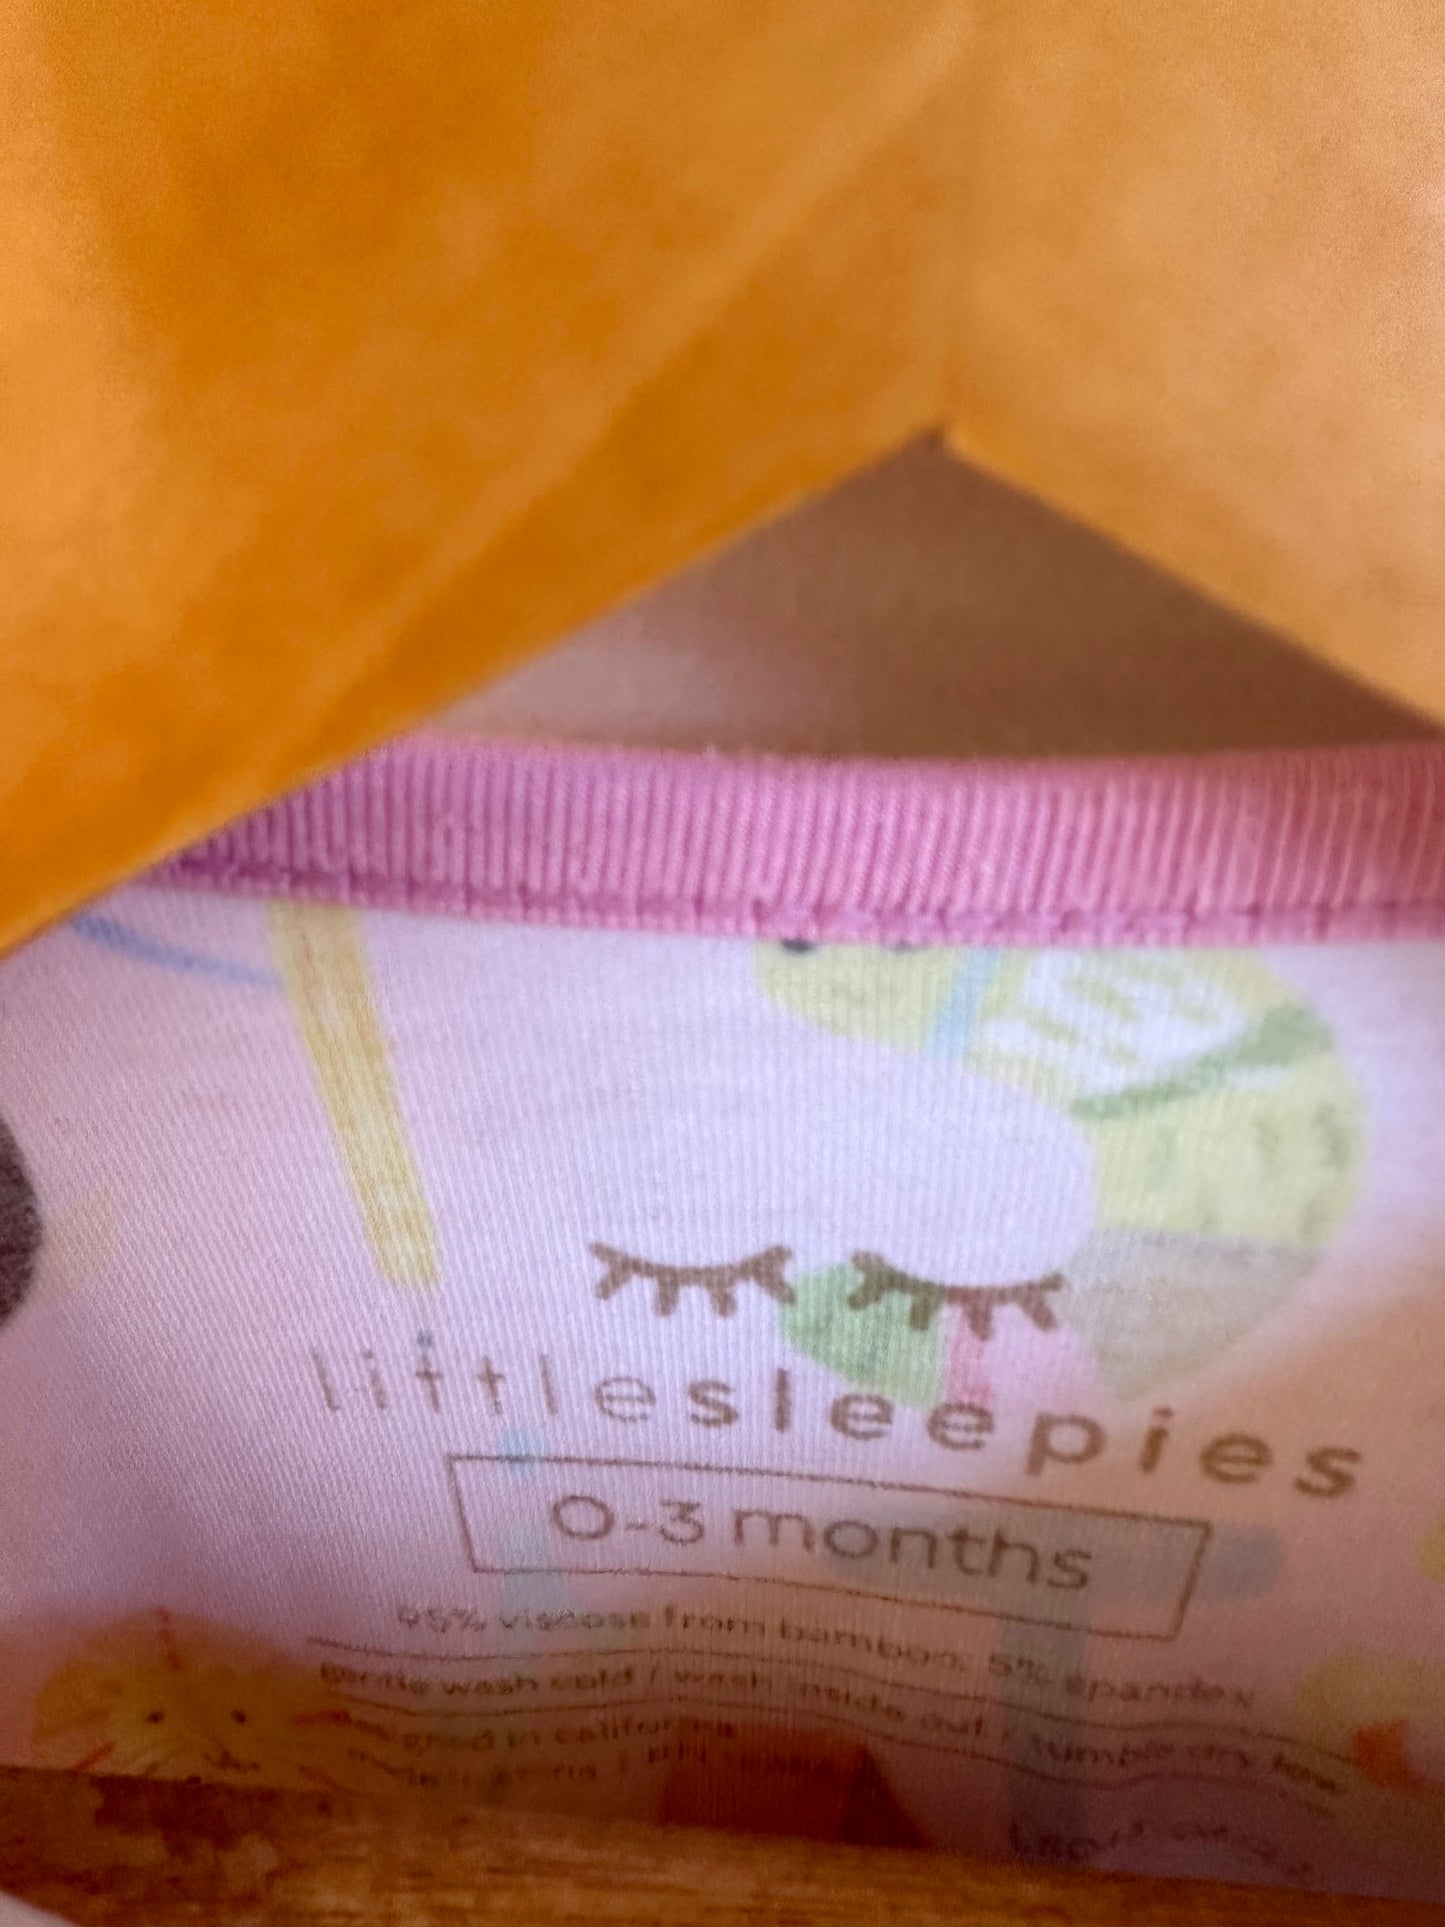 littlesleepies
0-3 months
95% viscose from bamboo, 5% spandex
gentle wash cold / wash inside out / tumble dry low
designed in california